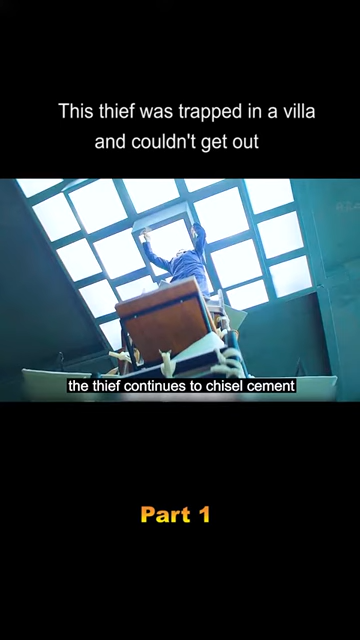 This thief was trapped in a villa
and couldn't get out
the thief continues to chisel cement
Part 1